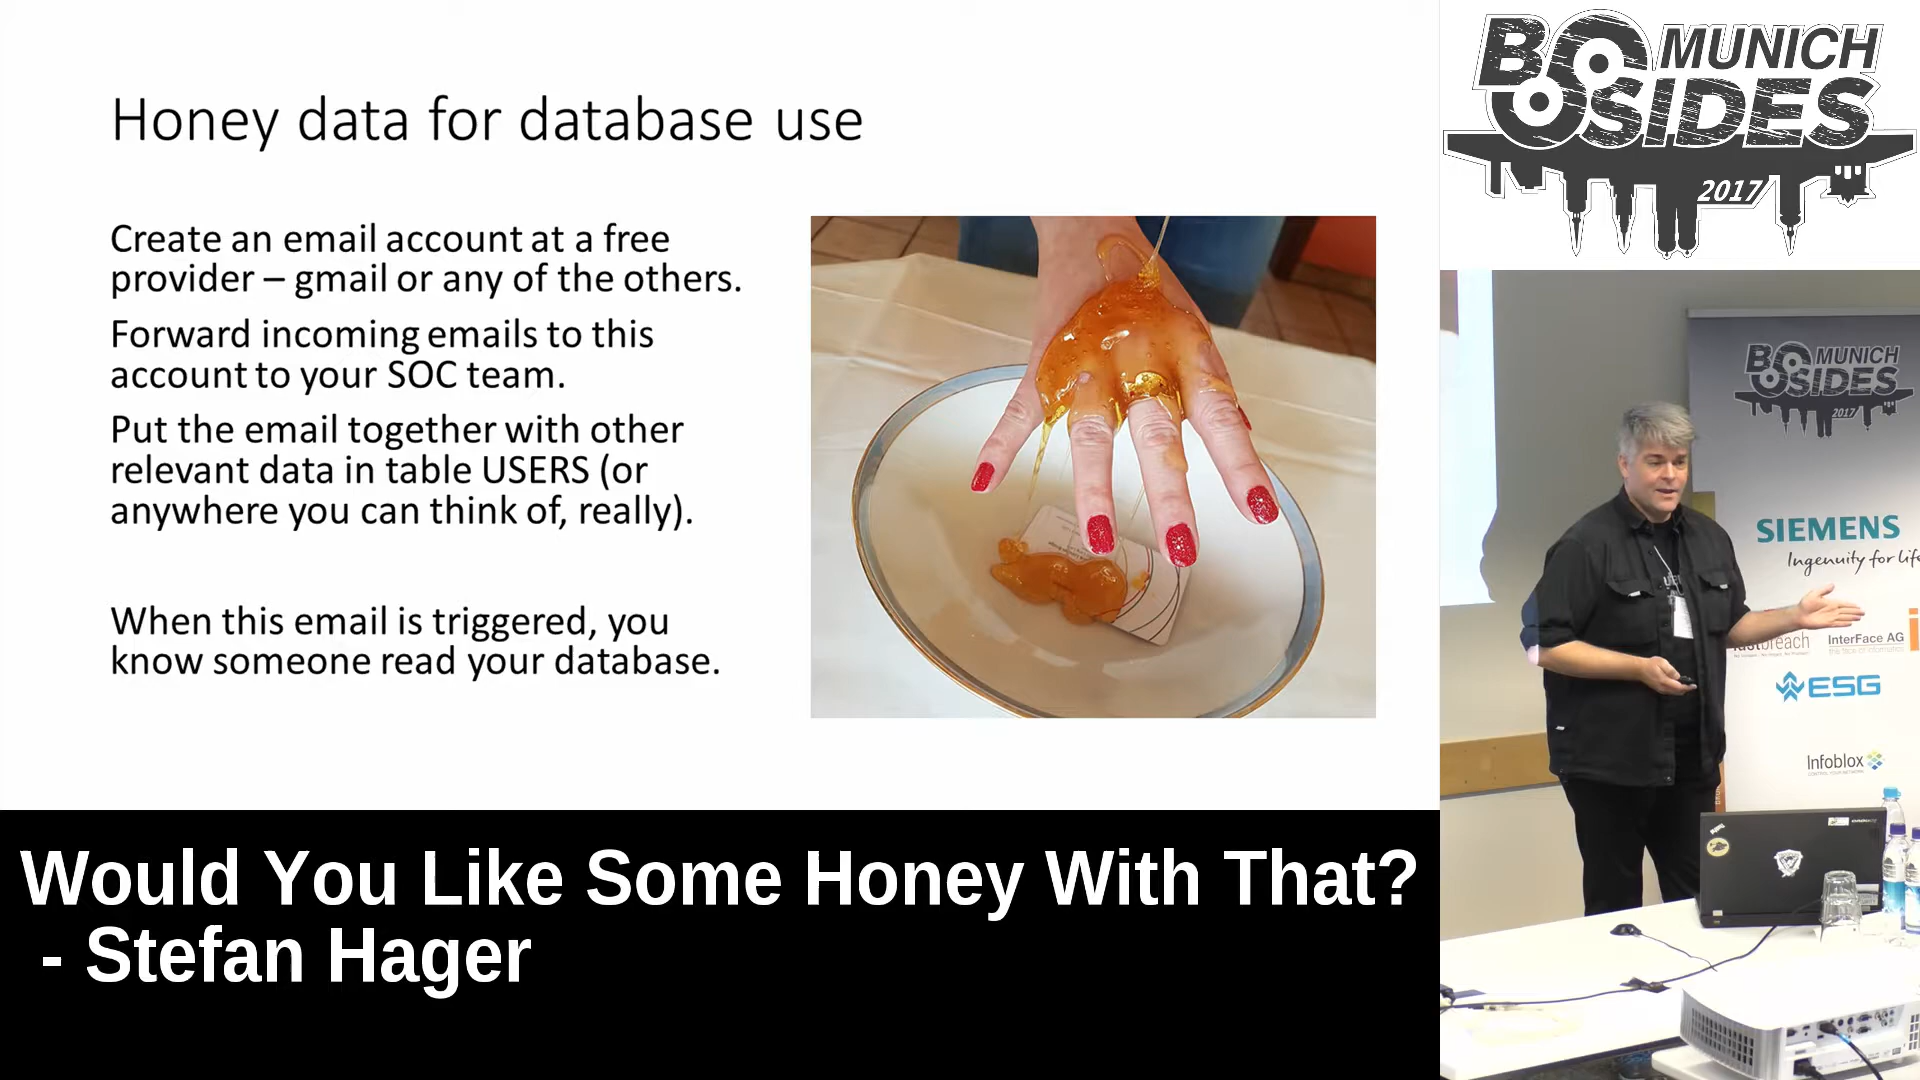 Honey data for database use
Create an email account at a free
provider – gmail or any of the others.
Forward incoming emails to this
account to your SOC team.
Put the email together with other
relevant data in table USERS (or
anywhere you can think of, really).
When this email is triggered, you
know someone read your database.
Would You Like Some Honey With That?
- Stefan Hager
BSIDES MUNICH
2017
BSIDES MUNICH
2017
SIEMENS
Ingenuity for life
breach
InterFace AG
ESG
Infoblox